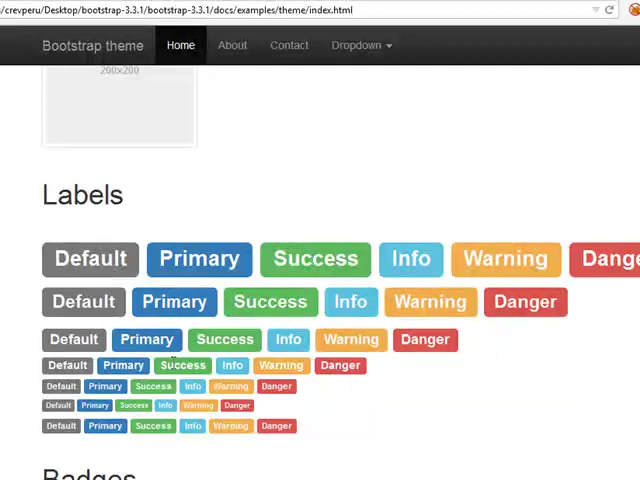 s/crevperu/Desktop/bootstrap-3.3.1/bootstrap-3.3.1/docs/examples/theme/index.html
Bootstrap theme Home About Contact Dropdown
200x200
Labels
Default Primary Success Info Warning Dange
Default Primary Success Info Warning Danger
Default Primary Success Info Warning Danger
Default Primary Success Info Warning Danger
Default Primary Success Info Warning Danger
Default Primary Success Info Warning Danger
Default Primary Success Info Warning Danger
Badges